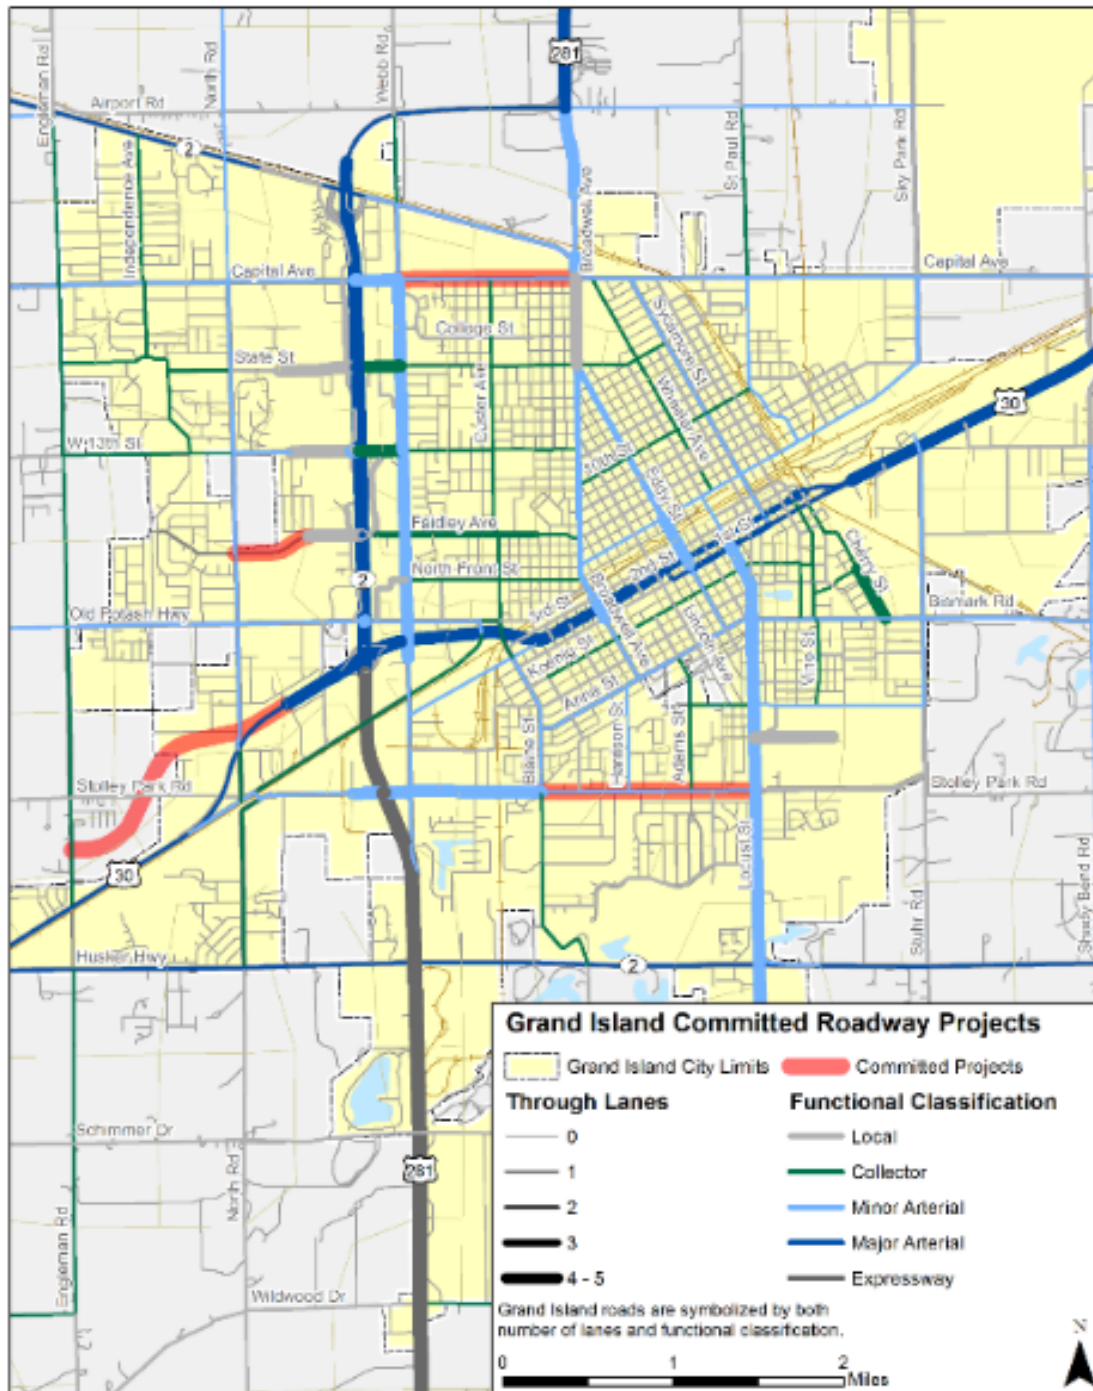 281
Engleman Rd
North Rd
Webb Rd
Airport Rd
2
Independence Ave
Broadwell Ave
St Paul Rd
Sky Park Rd
Capital Ave
Capital Ave
College St
Sycamore St
State St
Custer Ave
Wheeler Ave
30
W 13th St
10th St
Eddy St
Faidley Ave
1st St
2nd St
Cherry St
2
North Front St
3rd St
Broadwell Ave
Bismark Rd
Old Potash Hwy
Lincoln Ave
Koenig St
Vine St
Anna St
Blaine St
Harrison St
Adams St
Stolley Park Rd
Stolley Park Rd
Locust St
30
Stuhr Rd
Shady Bend Rd
Husker Hwy
2
Schimmer Dr
281
North Rd
Engleman Rd
Wildwood Dr
Grand Island Committed Roadway Projects
Grand Island City Limits
Committed Projects
Through Lanes
Functional Classification
0
Local
1
Collector
2
Minor Arterial
3
Major Arterial
4 - 5
Expressway
Grand Island roads are symbolized by both
number of lanes and functional classification.
0 1 2
Miles
N